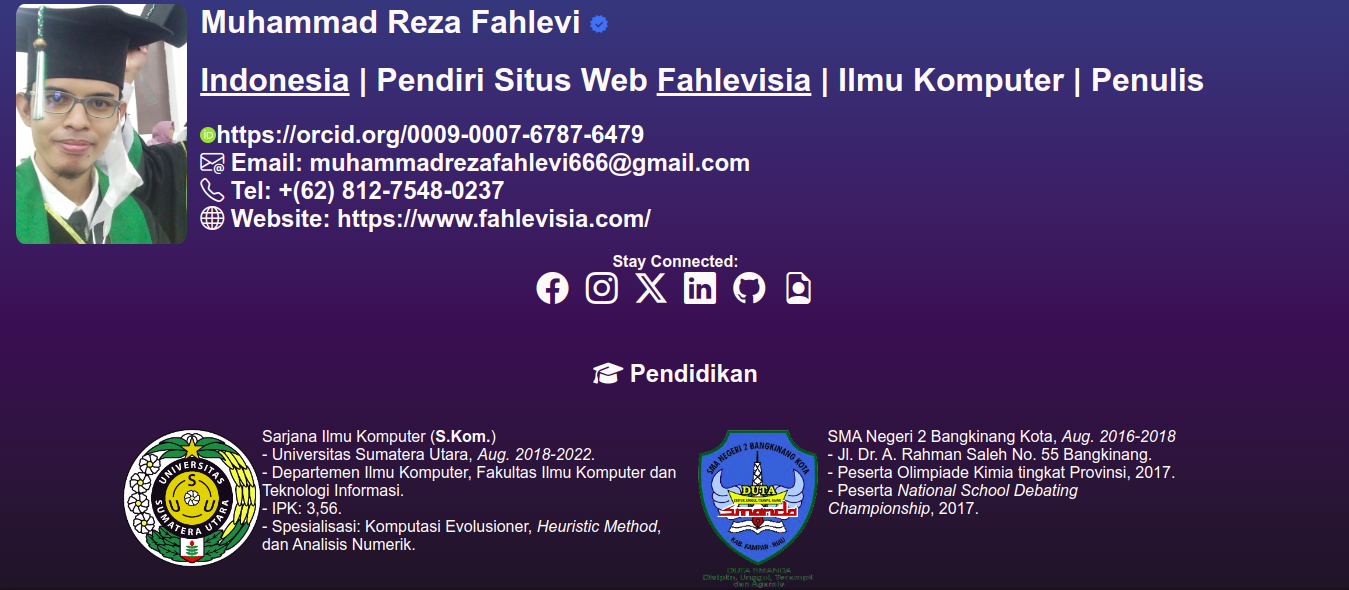 Muhammad Reza Fahlevi
Indonesia | Pendiri Situs Web Fahlevisia | Ilmu Komputer | Penulis
iD https://orcid.org/0009-0007-6787-6479
Email: muhammadrezafahlevi666@gmail.com
Tel: +(62) 812-7548-0237
Website: https://www.fahlevisia.com/
Stay Connected:
Pendidikan
UNIVERSITAS
SUMATERA UTARA
Sarjana Ilmu Komputer (S.Kom.)
- Universitas Sumatera Utara, Aug. 2018-2022.
- Departemen Ilmu Komputer, Fakultas Ilmu Komputer dan
Teknologi Informasi.
- IPK: 3,56.
- Spesialisasi: Komputasi Evolusioner, Heuristic Method,
dan Analisis Numerik.
SMA NEGERI 2 BANGKINANG KOTA
DUTA
Smanda
KAB. KAMPAR - RIAU
DUTA SMANDA
SMA Negeri 2 Bangkinang Kota, Aug. 2016-2018
- Jl. Dr. A. Rahman Saleh No. 55 Bangkinang.
- Peserta Olimpiade Kimia tingkat Provinsi, 2017.
- Peserta National School Debating
Championship, 2017.